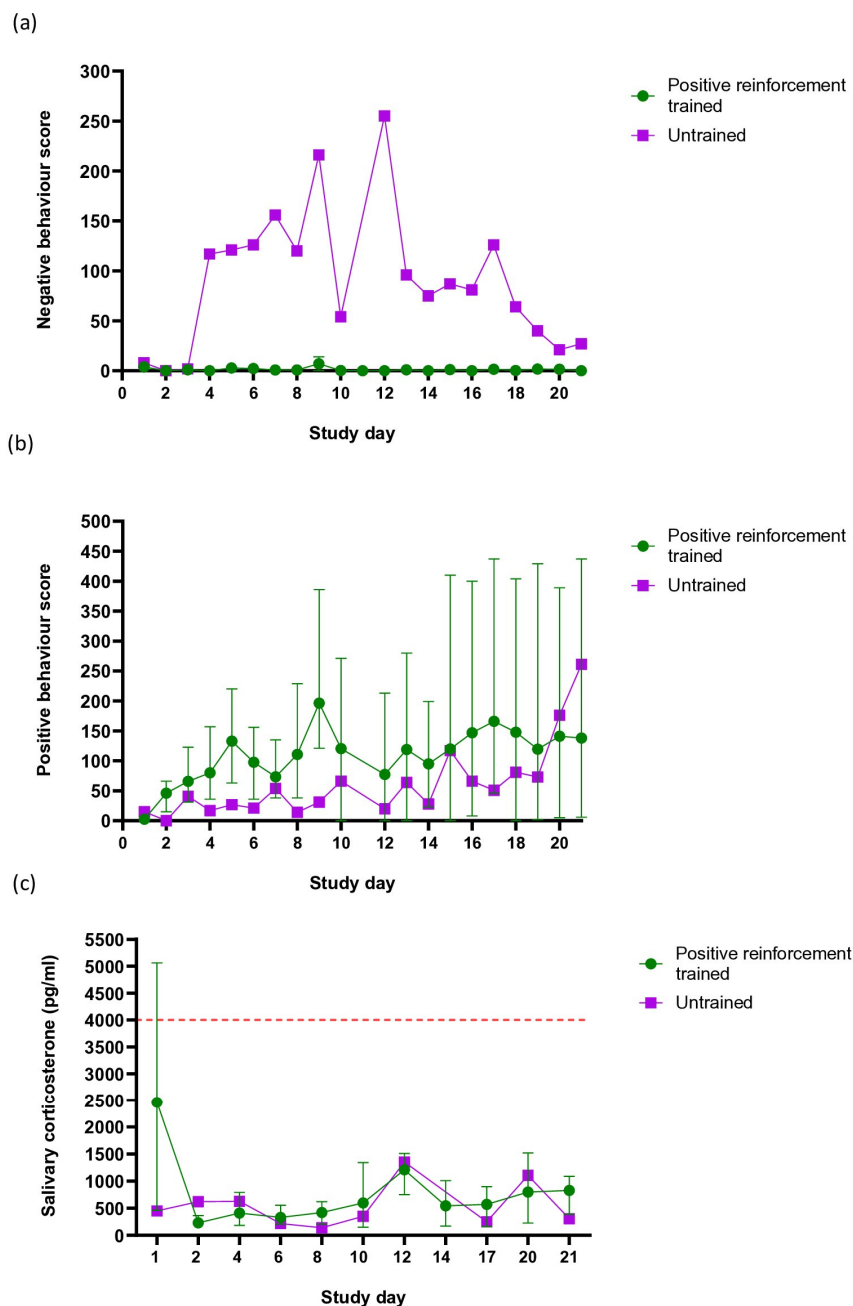 (a)
300
250
200
150
100
50
0
Negative behaviour score
0 2 4 6 8 10 12 14 16 18 20
Study day
Positive reinforcement
trained
Untrained
(b)
500
450
400
350
300
250
200
150
100
50
0
Positive behaviour score
0 2 4 6 8 10 12 14 16 18 20
Study day
Positive reinforcement
trained
Untrained
(c)
5500
5000
4500
4000
3500
3000
2500
2000
1500
1000
500
0
Salivary corticosterone (pg/ml)
1 2 4 6 8 10 12 14 17 20 21
Study day
Positive reinforcement
trained
Untrained